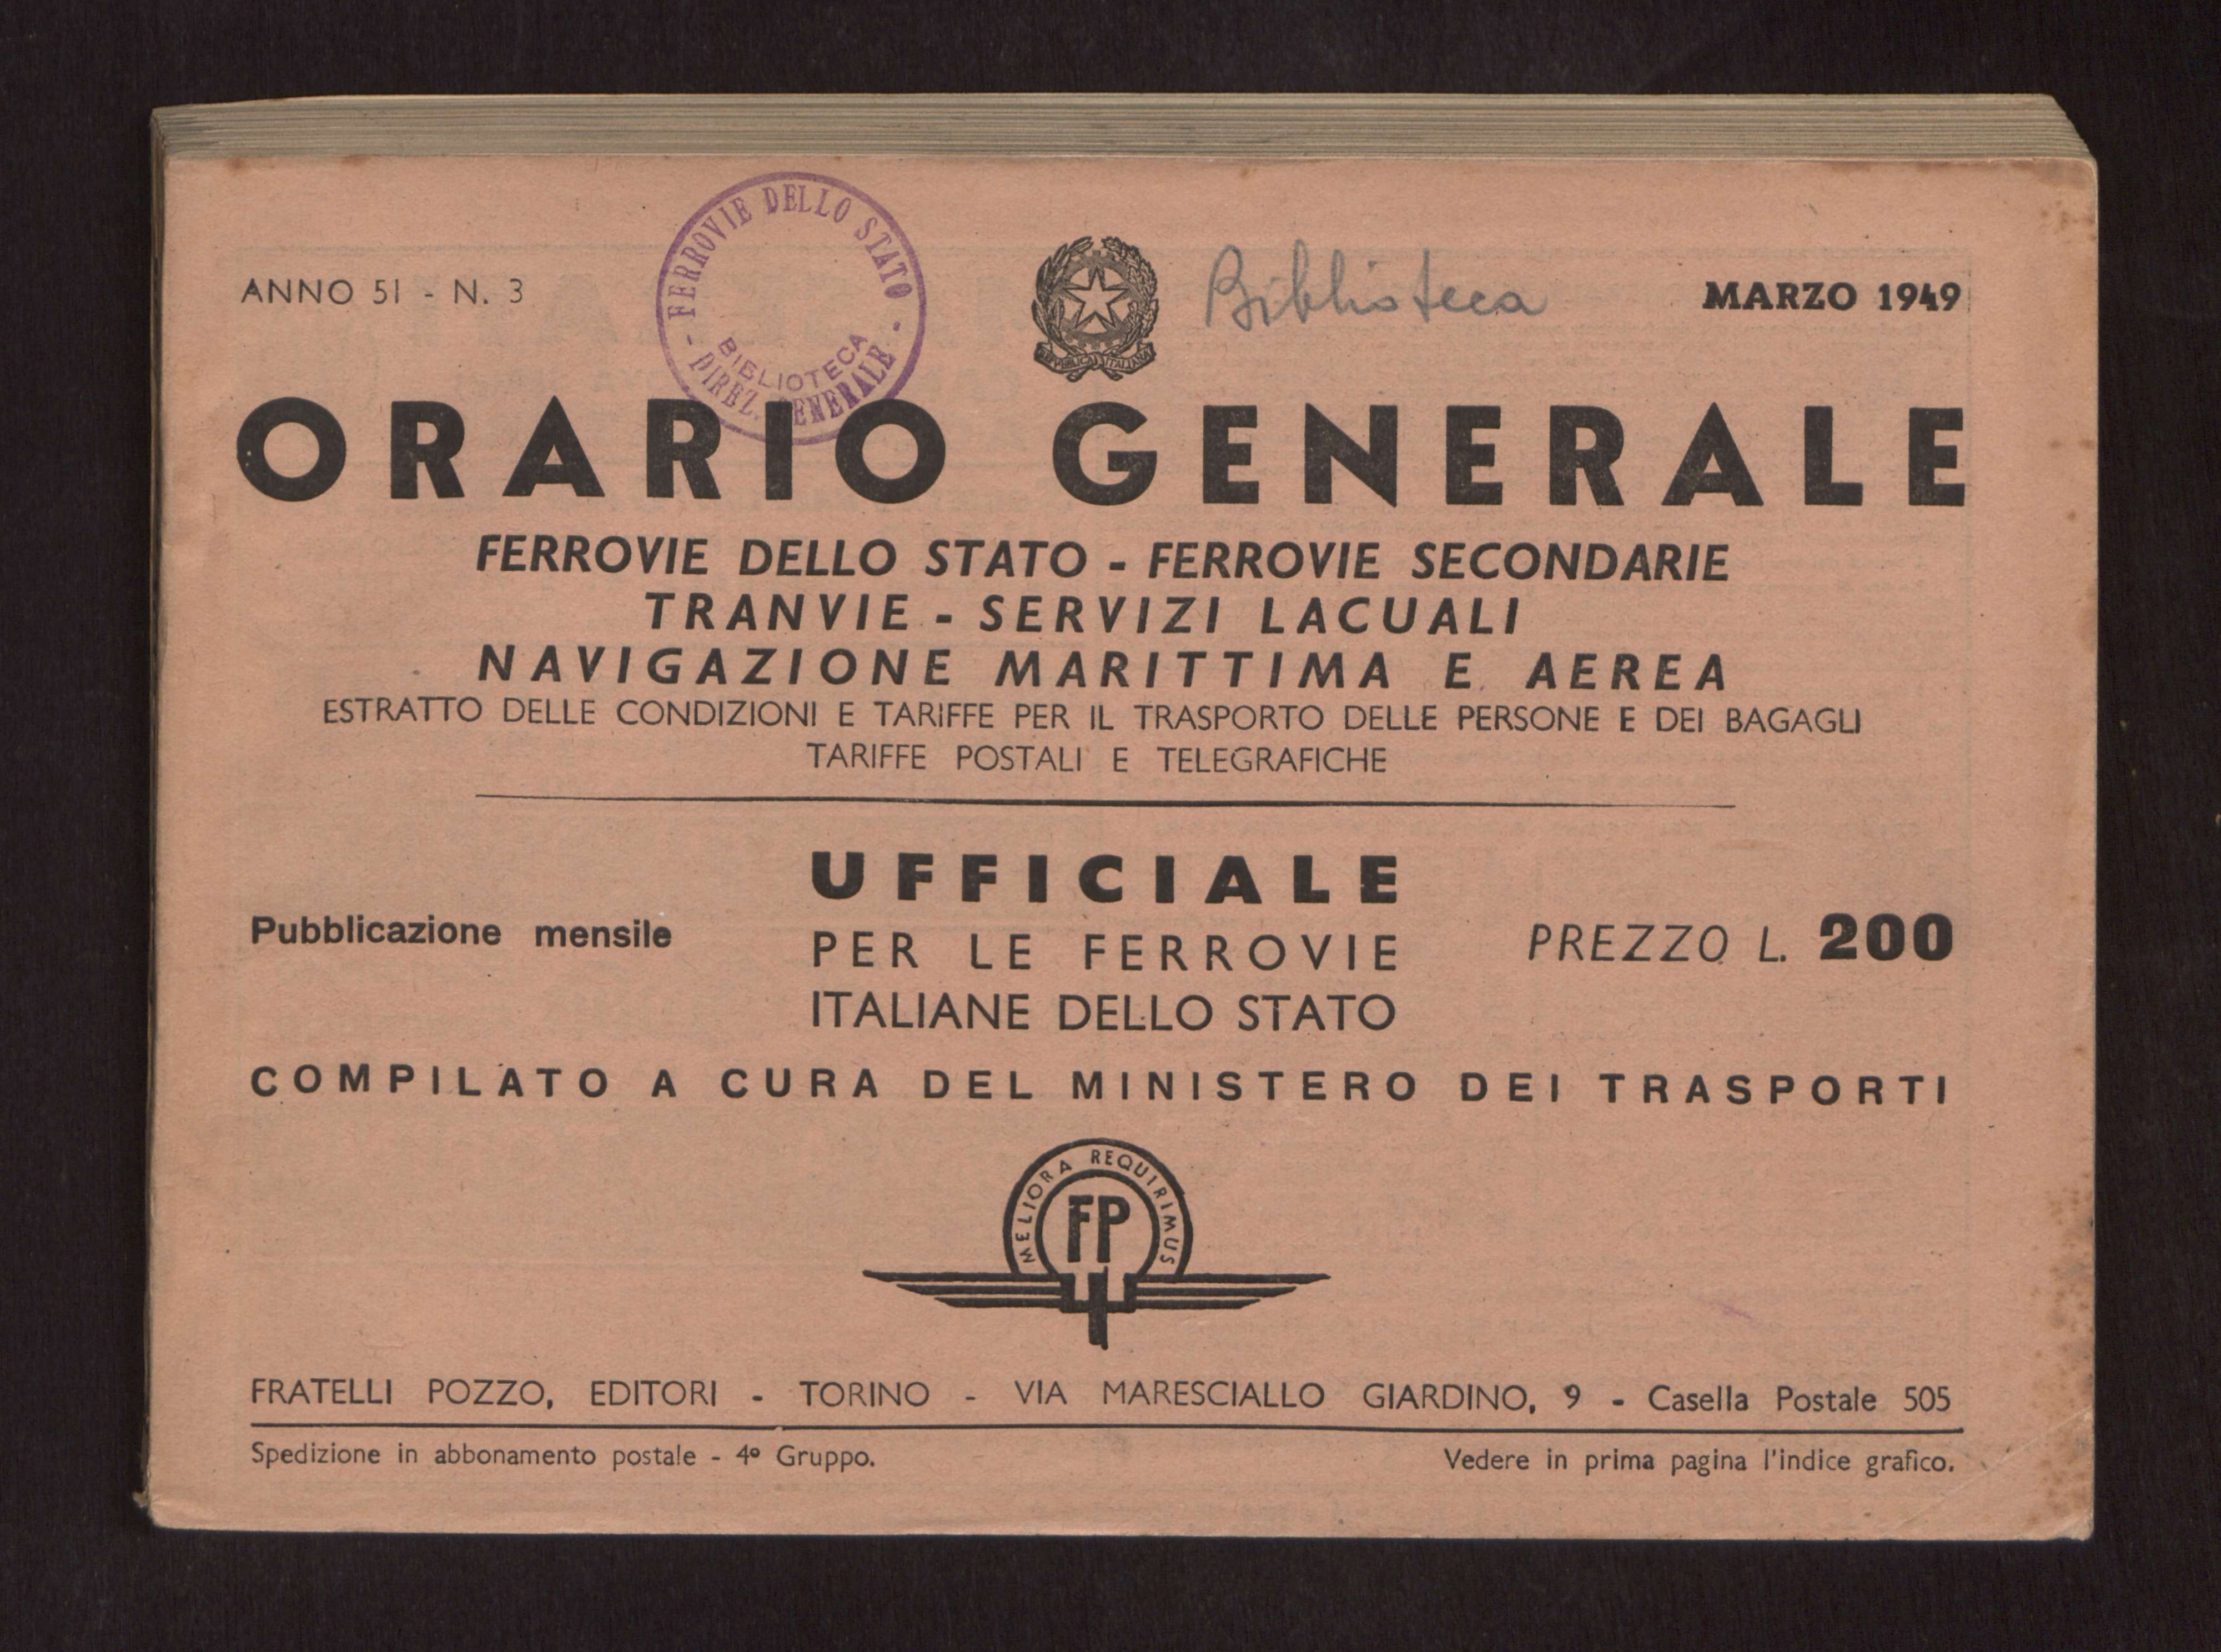 ANNO 51 - N. 3
- FERROVIE DELLO STATO -
BIBLIOTECA
DIREZ. GENERALE
REPVBBLICA ITALIANA
Biblioteca
MARZO 1949
ORARIO GENERALE
FERROVIE DELLO STATO - FERROVIE SECONDARIE
TRANVIE - SERVIZI LACUALI
NAVIGAZIONE MARITTIMA E AEREA
ESTRATTO DELLE CONDIZIONI E TARIFFE PER IL TRASPORTO DELLE PERSONE E DEI BAGAGLI
TARIFFE POSTALI E TELEGRAFICHE
Pubblicazione mensile
UFFICIALE
PER LE FERROVIE
ITALIANE DELLO STATO
PREZZO L. 200
COMPILATO A CURA DEL MINISTERO DEI TRASPORTI
MELIORA REQUIRIMUS
FP
FRATELLI POZZO, EDITORI - TORINO - VIA MARESCIALLO GIARDINO, 9 - Casella Postale 505
Spedizione in abbonamento postale - 4º Gruppo.
Vedere in prima pagina l'indice grafico.